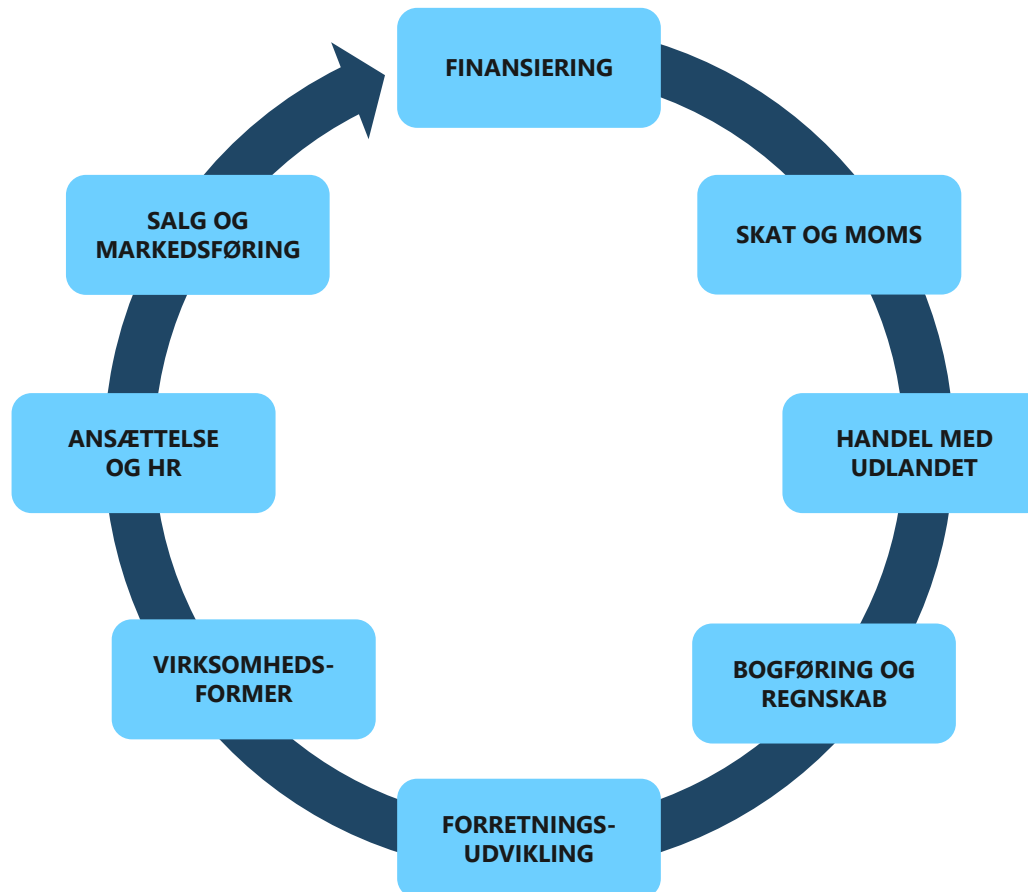 FINANSIERING
SKAT OG MOMS
HANDEL MED
UDLANDET
BOGFØRING OG
REGNSKAB
FORRETNINGS-
UDVIKLING
VIRKSOMHEDS-
FORMER
ANSÆTTELSE
OG HR
SALG OG
MARKEDSFØRING